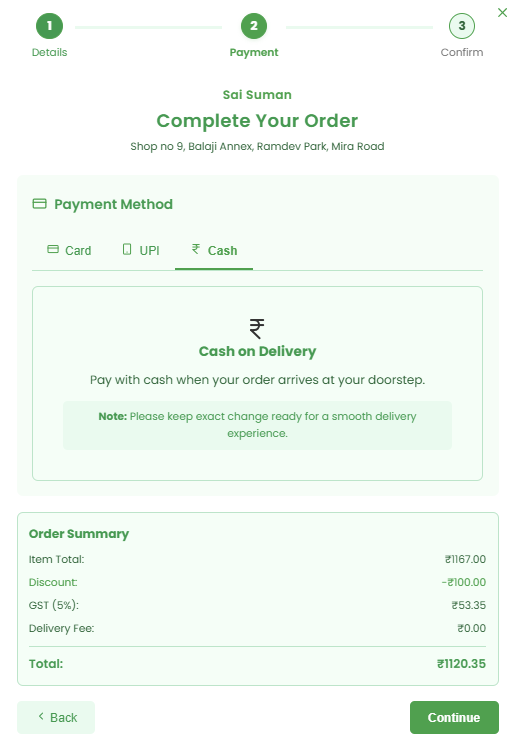 1 2 3
Details Payment Confirm
Sai Suman
Complete Your Order
Shop no 9, Balaji Annex, Ramdev Park, Mira Road
Payment Method
Card UPI ₹ Cash
₹
Cash on Delivery
Pay with cash when your order arrives at your doorstep.
Note: Please keep exact change ready for a smooth delivery
experience.
Order Summary
Item Total: ₹1167.00
Discount: -₹100.00
GST (5%): ₹53.35
Delivery Fee: ₹0.00
Total: ₹1120.35
Back Continue